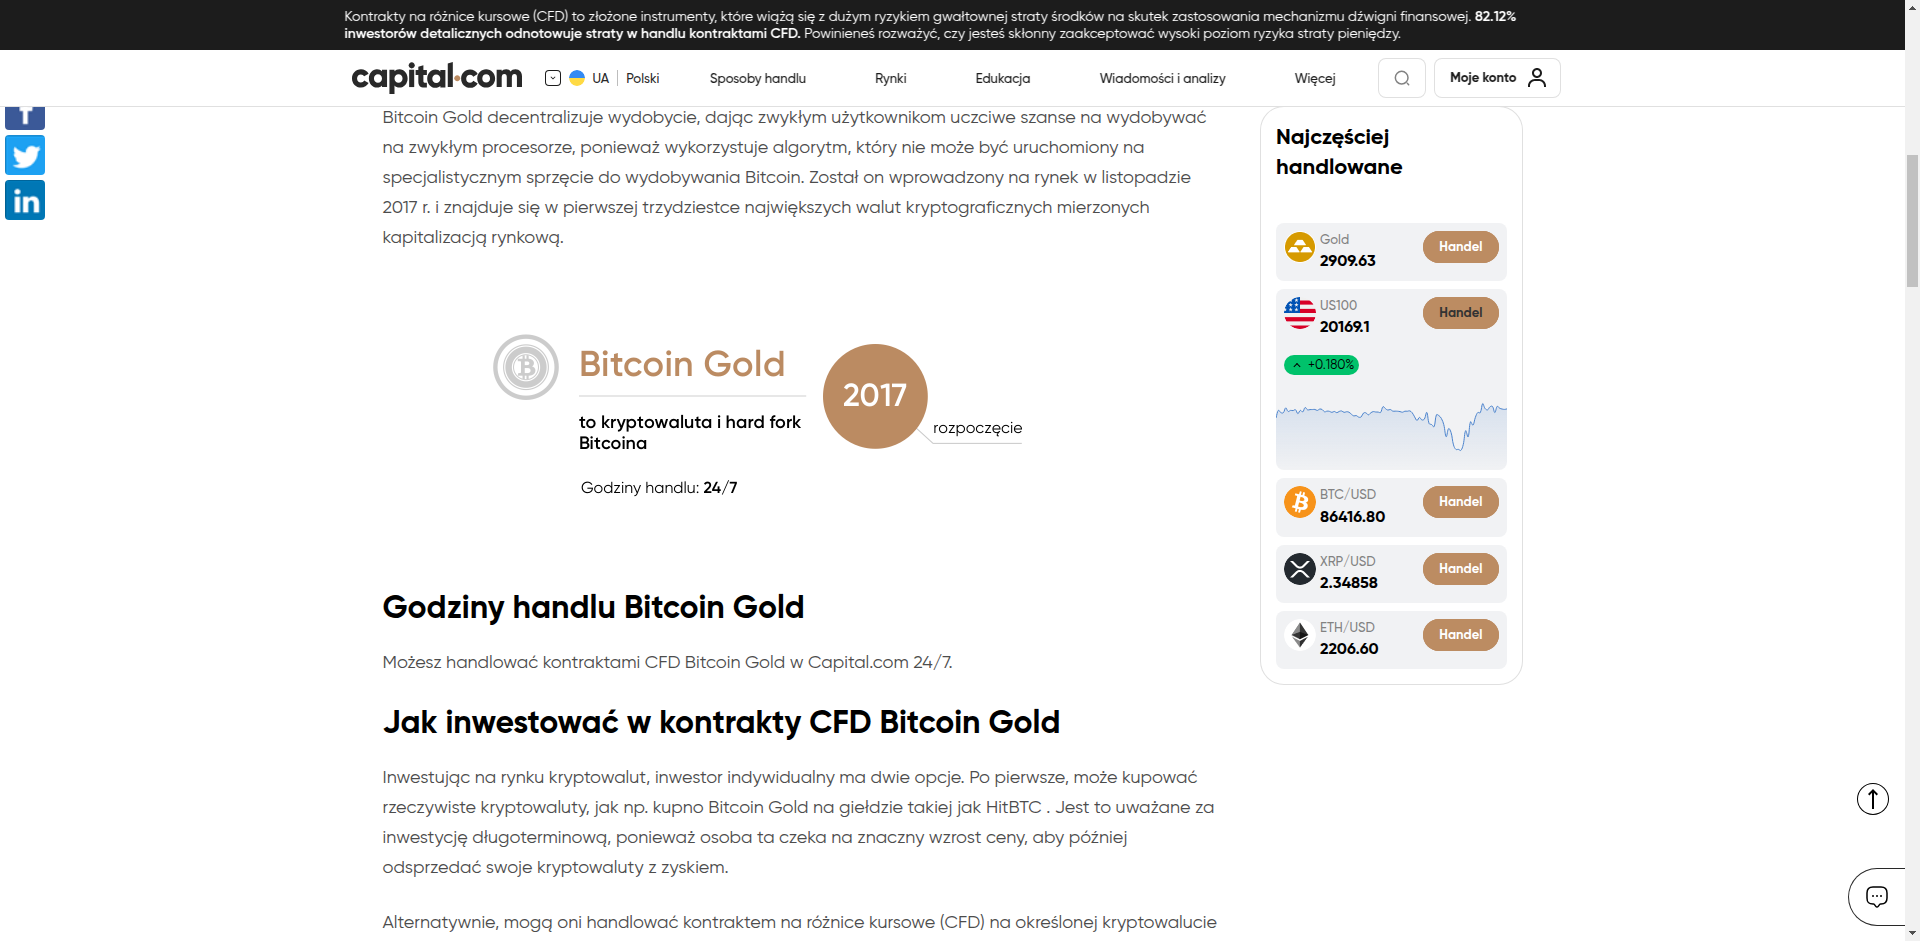 Kontrakty na różnice kursowe (CFD) to złożone instrumenty, które wiążą się z dużym ryzykiem gwałtownej straty środków na skutek zastosowania mechanizmu dźwigni finansowej. 82.12%
inwestorów detalicznych odnotowuje straty w handlu kontraktami CFD. Powinieneś rozważyć, czy jesteś skłonny zaakceptować wysoki poziom ryzyka straty pieniędzy.
capital.com
UA
Polski
Sposoby handlu
Rynki
Edukacja
Wiadomości i analizy
Więcej
Moje konto
Bitcoin Gold decentralizuje wydobycie, dając zwykłym użytkownikom uczciwe szanse na wydobywać
na zwykłym procesorze, ponieważ wykorzystuje algorytm, który nie może być uruchomiony na
specjalistycznym sprzęcie do wydobywania Bitcoin. Został on wprowadzony na rynek w listopadzie
2017 r. i znajduje się w pierwszej trzydziestce największych walut kryptograficznych mierzonych
kapitalizacją rynkową.
Bitcoin Gold
to kryptowaluta i hard fork
Bitcoina
Godziny handlu: 24/7
2017
rozpoczęcie
Godziny handlu Bitcoin Gold
Możesz handlować kontraktami CFD Bitcoin Gold w Capital.com 24/7.
Jak inwestować w kontrakty CFD Bitcoin Gold
Inwestując na rynku kryptowalut, inwestor indywidualny ma dwie opcje. Po pierwsze, może kupować
rzeczywiste kryptowaluty, jak np. kupno Bitcoin Gold na giełdzie takiej jak HitBTC . Jest to uważane za
inwestycję długoterminową, ponieważ osoba ta czeka na znaczny wzrost ceny, aby później
odsprzedać swoje kryptowaluty z zyskiem.
Alternatywnie, mogą oni handlować kontraktem na różnice kursowe (CFD) na określonej kryptowalucie
Najczęściej
handlowane
Gold
2909.63
Handel
US100
20169.1
Handel
+0.180%
BTC/USD
86416.80
Handel
XRP/USD
2.34858
Handel
ETH/USD
2206.60
Handel